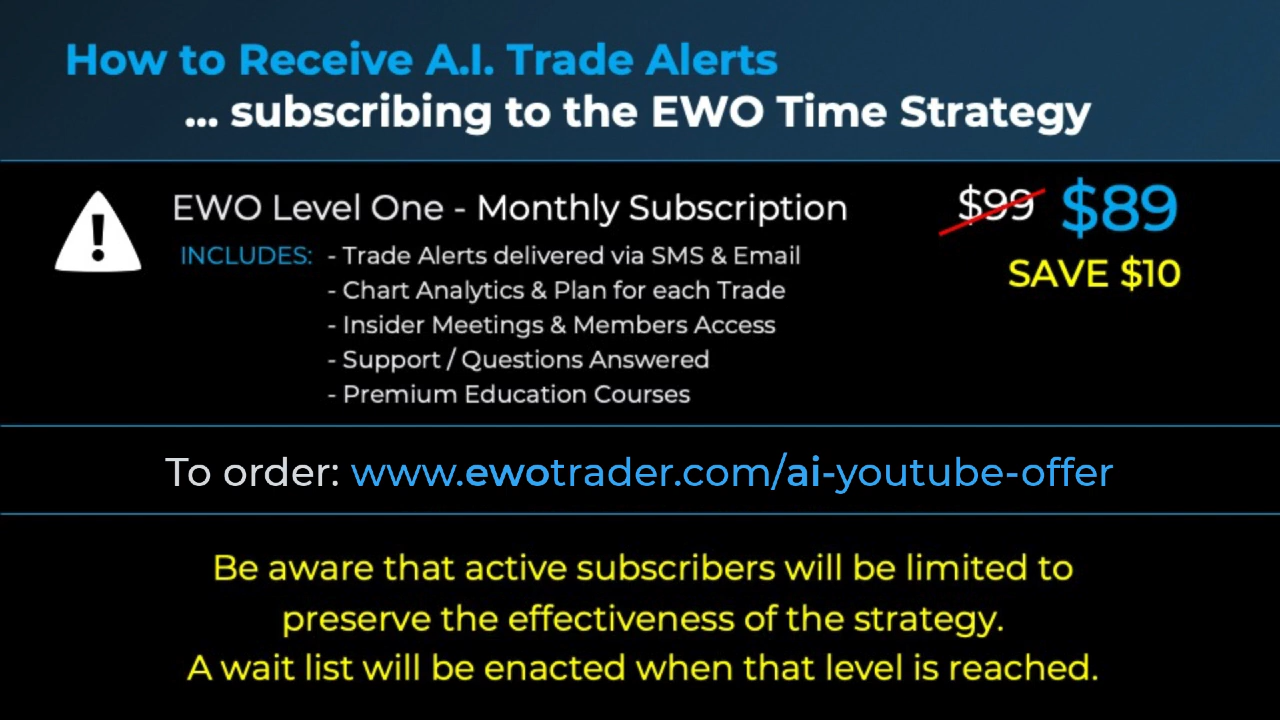 How to Receive A.I. Trade Alerts
... subscribing to the EWO Time Strategy
EWO Level One - Monthly Subscription
$99 $89
INCLUDES: - Trade Alerts delivered via SMS & Email
SAVE $10
- Chart Analytics & Plan for each Trade
- Insider Meetings & Members Access
- Support / Questions Answered
- Premium Education Courses
To order: www.ewotrader.com/ai-youtube-offer
Be aware that active subscribers will be limited to
preserve the effectiveness of the strategy.
A wait list will be enacted when that level is reached.